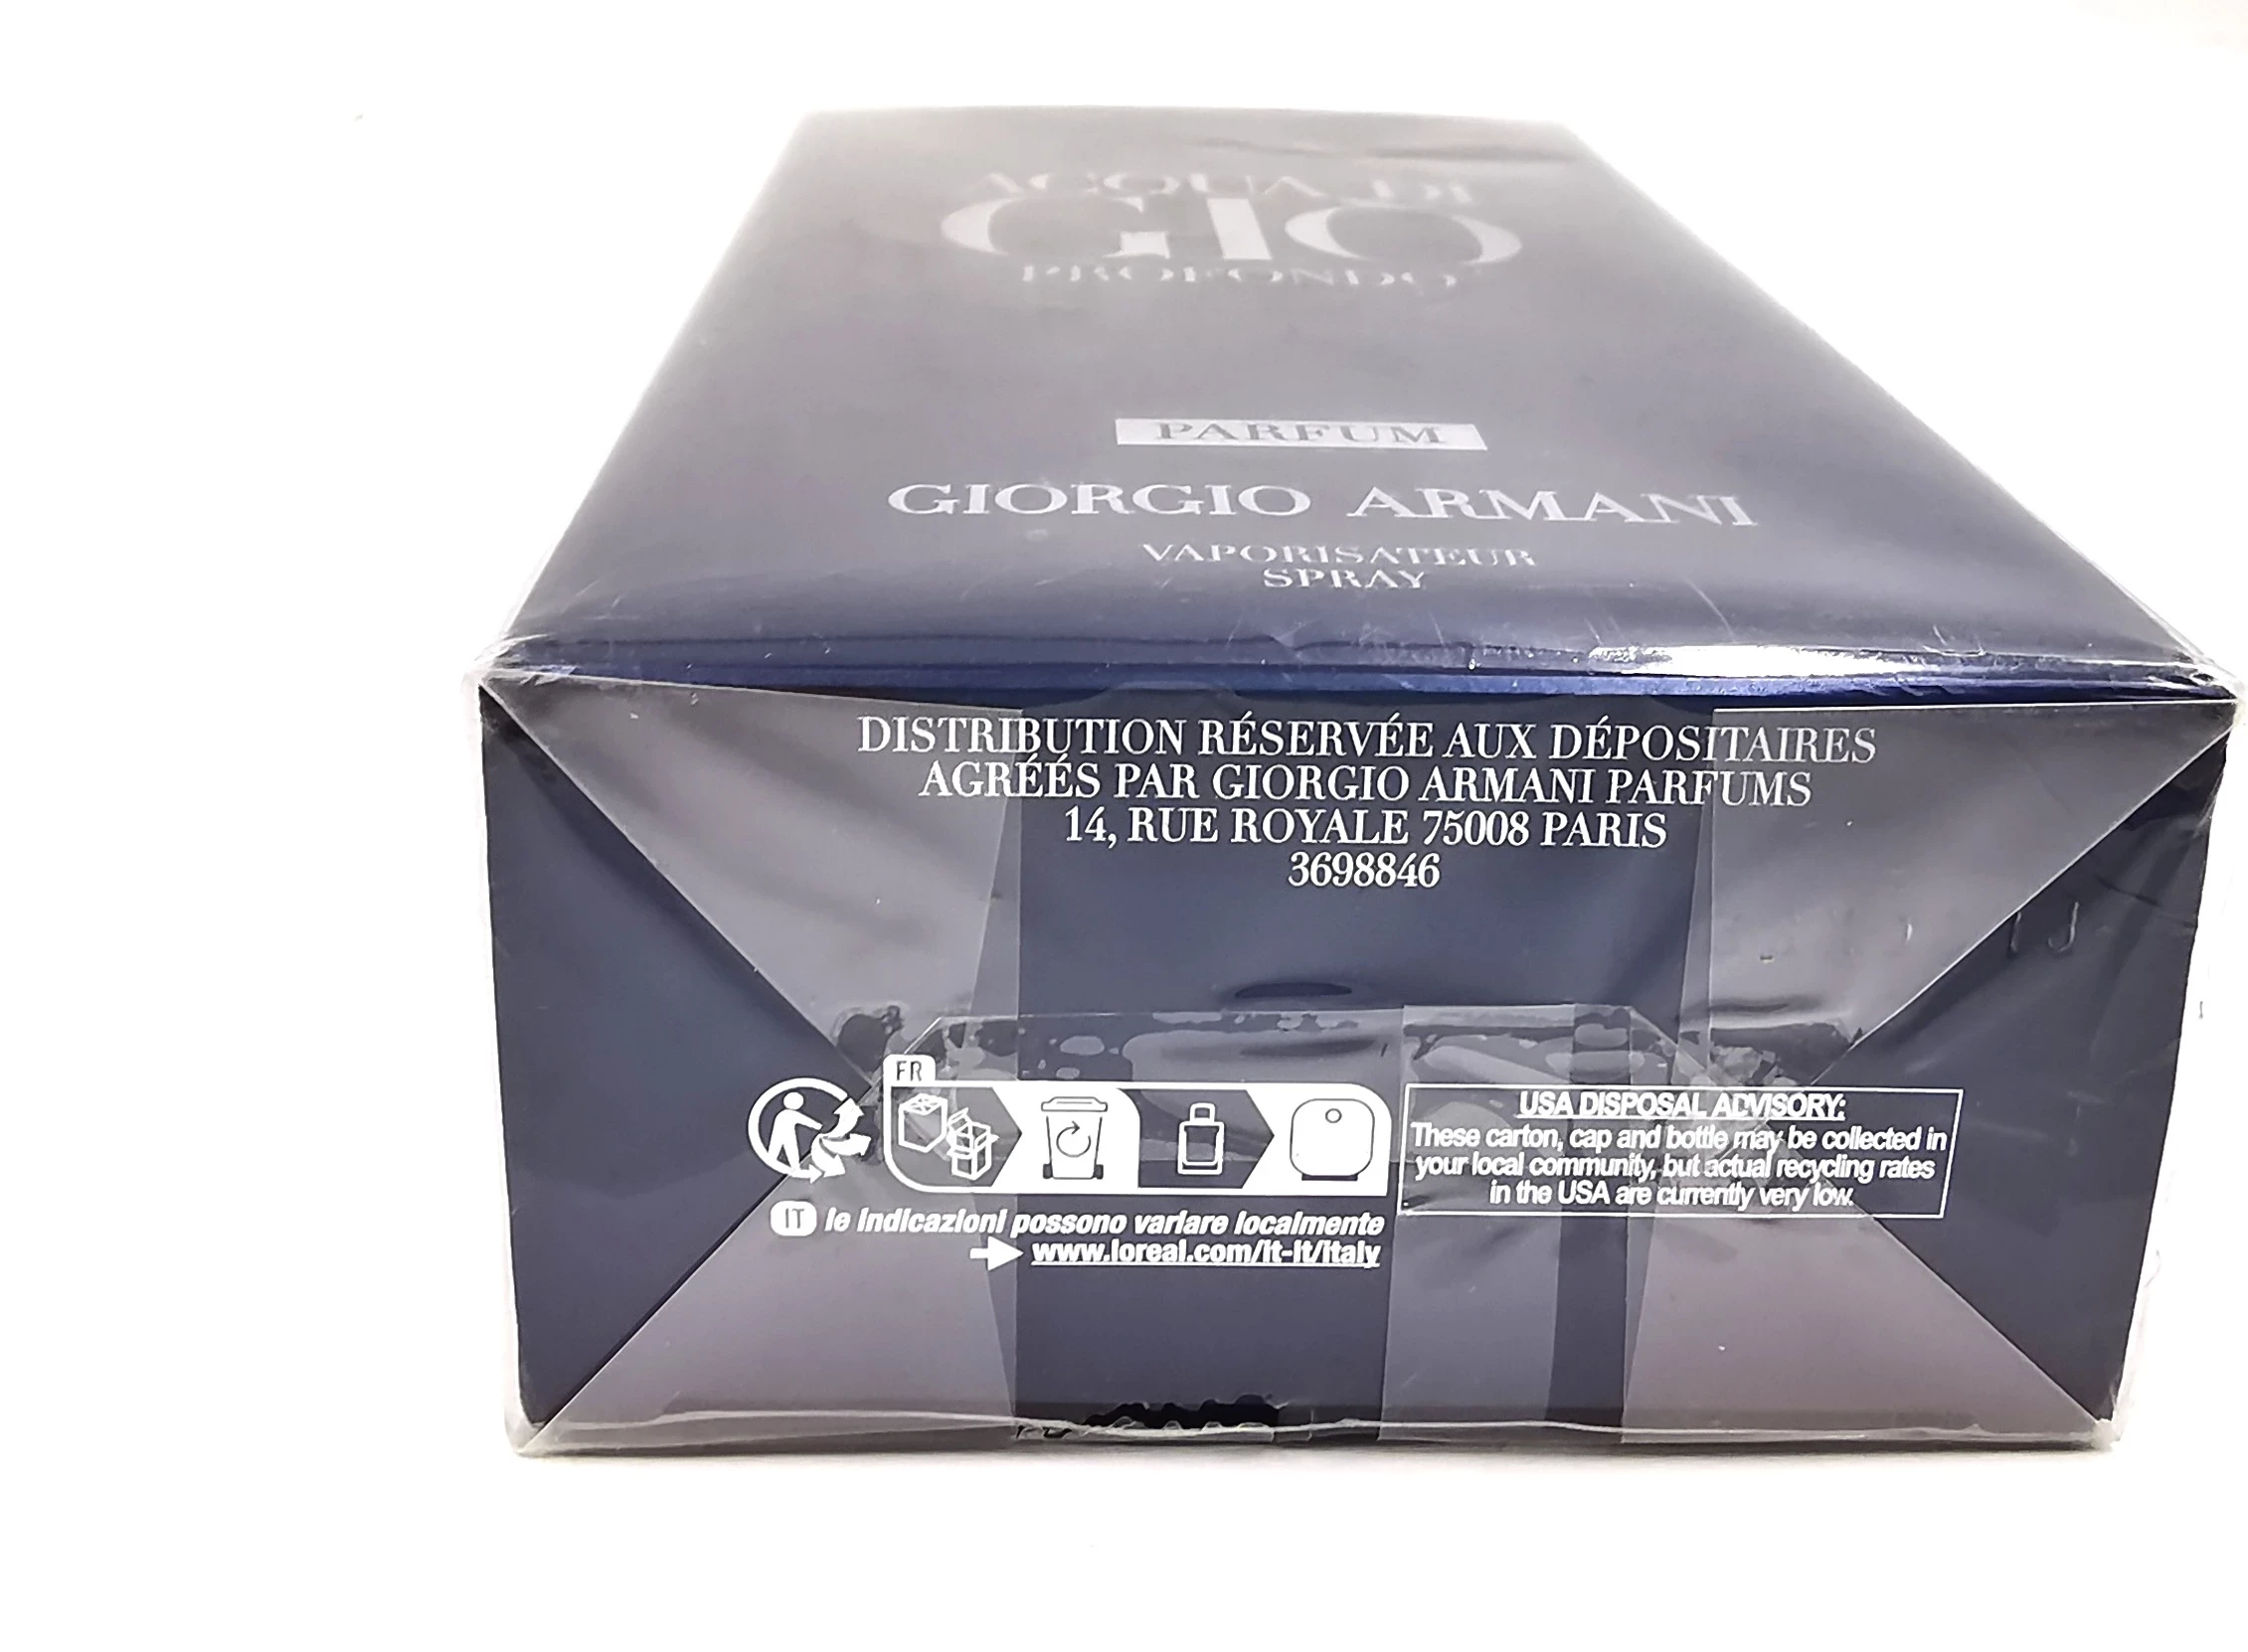 ACQUA DI
GIO
PROFONDO
PARFUM
GIORGIO ARMANI
VAPORISATEUR
SPRAY
DISTRIBUTION RÉSERVÉE AUX DÉPOSITAIRES
AGRÉÉS PAR GIORGIO ARMANI PARFUMS
14, RUE ROYALE 75008 PARIS
3698846
FR
USA DISPOSAL ADVISORY:
These carton, cap and bottle may be collected in
your local community, but actual recycling rates
in the USA are currently very low.
IT le indicazioni possono variare localmente
www.loreal.com/it-it/italy